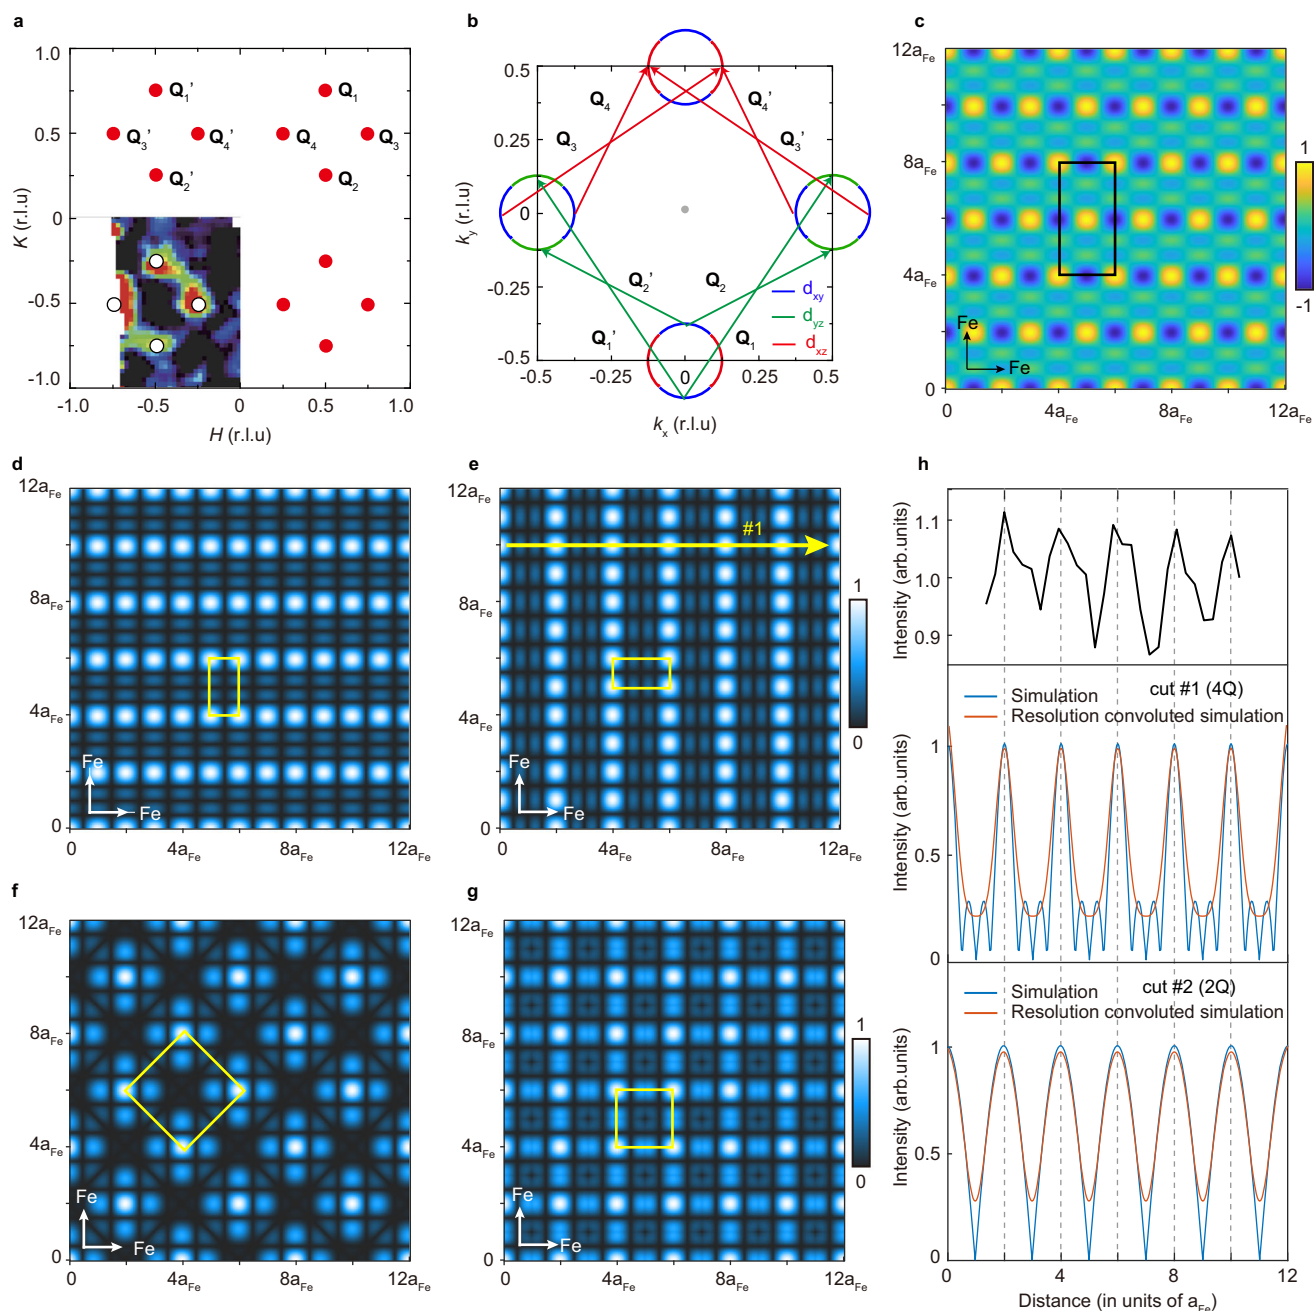 a
1.0
0.5
0
-0.5
-1.0
K (r.l.u)
Q1'
Q1
Q3'
Q4'
Q4
Q3
Q2'
Q2
-1.0
-0.5
0
0.5
1.0
H (r.l.u)
b
0.5
0.25
0
-0.25
-0.5
ky (r.l.u)
Q4
Q4'
Q3
Q3'
Q2'
Q2
Q1'
Q1
dxy
dyz
dxz
0
-0.5
-0.25
0
0.25
0.5
kx (r.l.u)
c
12aFe
8aFe
4aFe
0
Fe
Fe
0
4aFe
8aFe
12aFe
1
-1
d
12aFe
8aFe
4aFe
0
Fe
Fe
0
4aFe
8aFe
12aFe
e
12aFe
8aFe
4aFe
0
#1
Fe
Fe
0
4aFe
8aFe
12aFe
1
0
f
12aFe
8aFe
4aFe
0
Fe
Fe
0
4aFe
8aFe
12aFe
g
12aFe
8aFe
4aFe
0
Fe
Fe
0
4aFe
8aFe
12aFe
1
0
h
Intensity (arb.units)
1.1
1.0
0.9
Simulation
cut #1 (4Q)
Resolution convoluted simulation
Intensity (arb.units)
1
0.5
0
Simulation
cut #2 (2Q)
Resolution convoluted simulation
Intensity (arb.units)
1
0.5
0
0
4
8
12
Distance (in units of aFe)